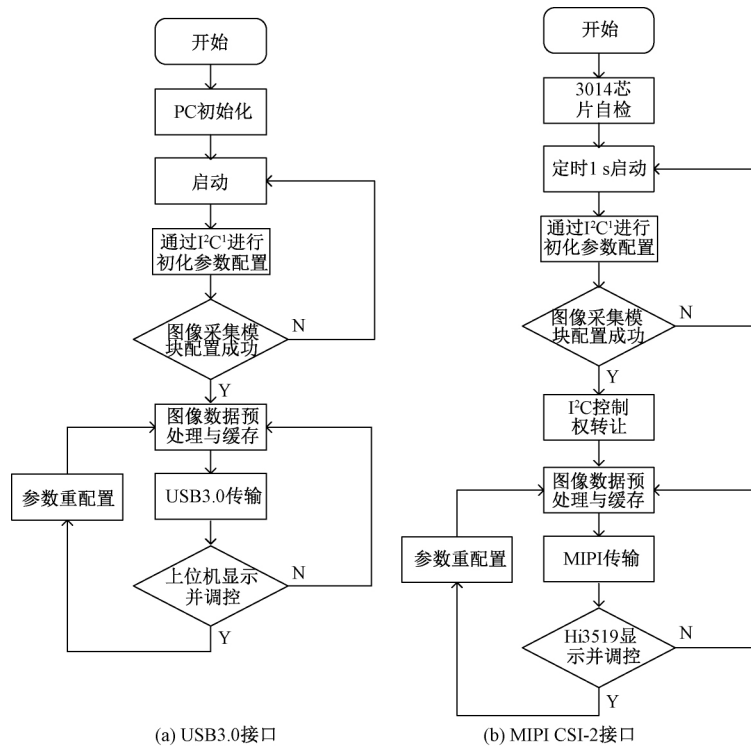 开始
PC初始化
启动
通过I²C¹进行
初化参数配置
图像采集模
块配置成功
N
Y
图像数据预
处理与缓存
参数重配置
USB3.0传输
上位机显示
并调控
N
Y
(a) USB3.0接口
开始
3014芯
片自检
定时1 s启动
通过I²C¹进行
初化参数配置
图像采集模
块配置成功
N
Y
I²C控制
权转让
图像数据预
处理与缓存
参数重配置
MIPI传输
Hi3519显
示并调控
N
Y
(b) MIPI CSI-2接口